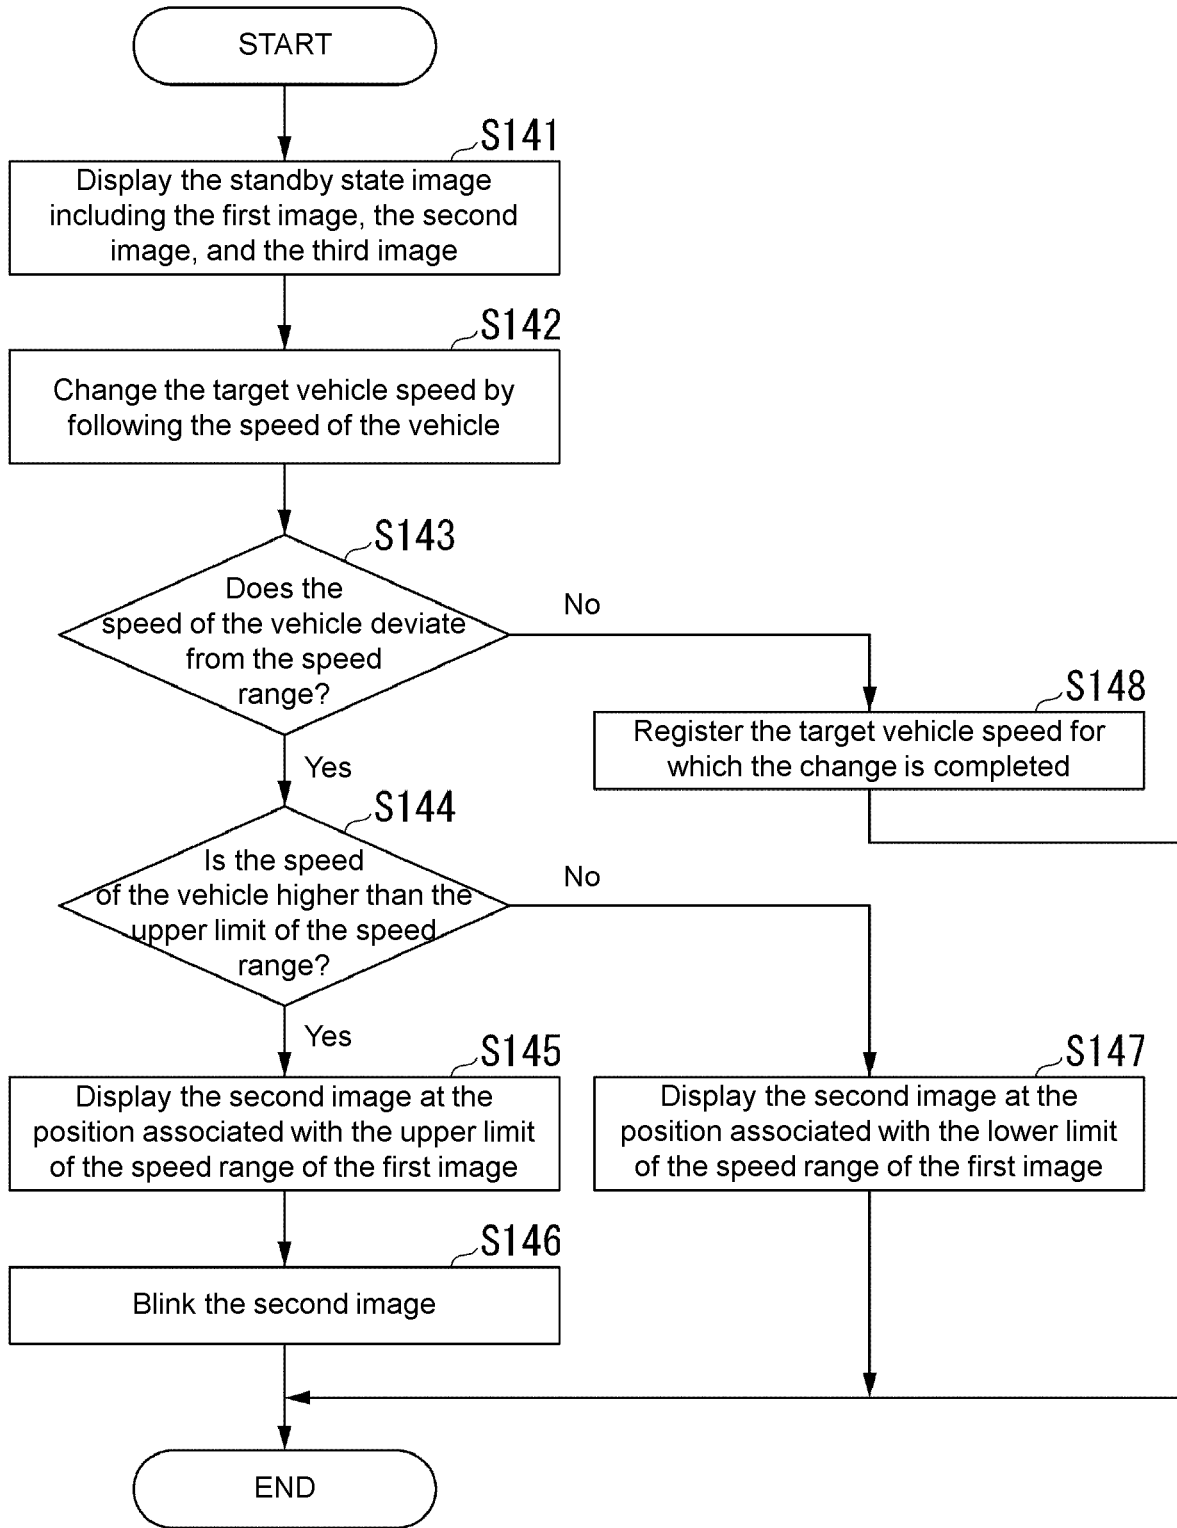 START
S141
Display the standby state image
including the first image, the second
image, and the third image
S142
Change the target vehicle speed by
following the speed of the vehicle
S143
Does the
speed of the vehicle deviate
from the speed
range?
No
Yes
S148
Register the target vehicle speed for
which the change is completed
S144
Is the speed
of the vehicle higher than the
upper limit of the speed
range?
No
Yes
S145
Display the second image at the
position associated with the upper limit
of the speed range of the first image
S147
Display the second image at the
position associated with the lower limit
of the speed range of the first image
S146
Blink the second image
END